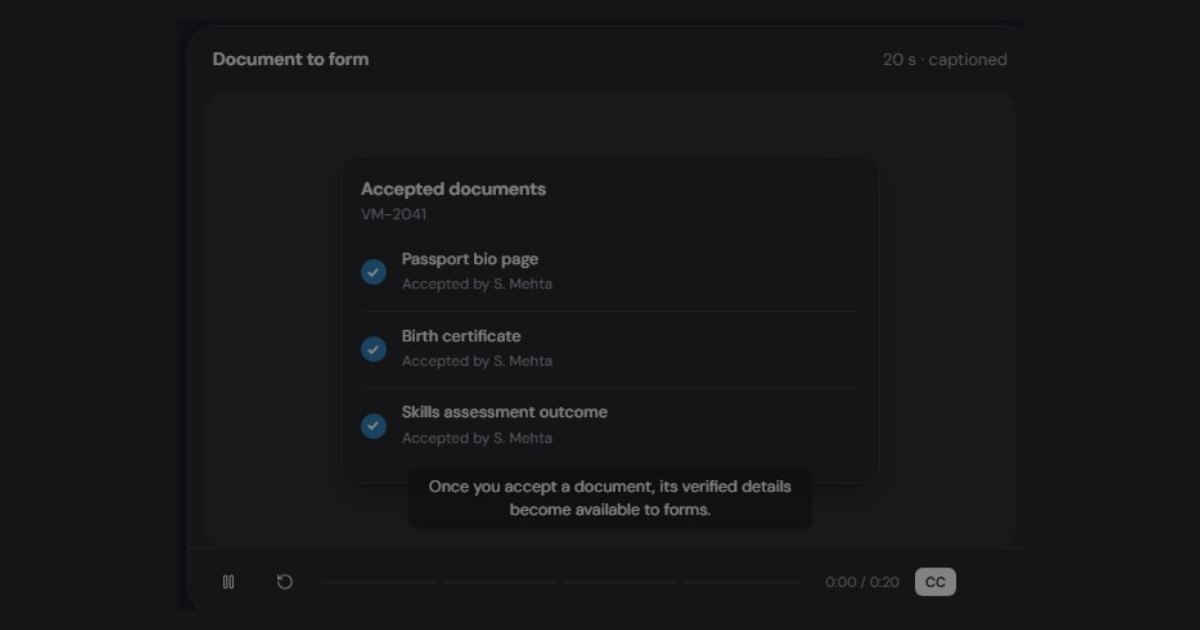 Document to form
20 s · captioned
Accepted documents
VM-2041
Passport bio page
Accepted by S. Mehta
Birth certificate
Accepted by S. Mehta
Skills assessment outcome
Accepted by S. Mehta
Once you accept a document, its verified details
become available to forms.
0:00 / 0:20
CC